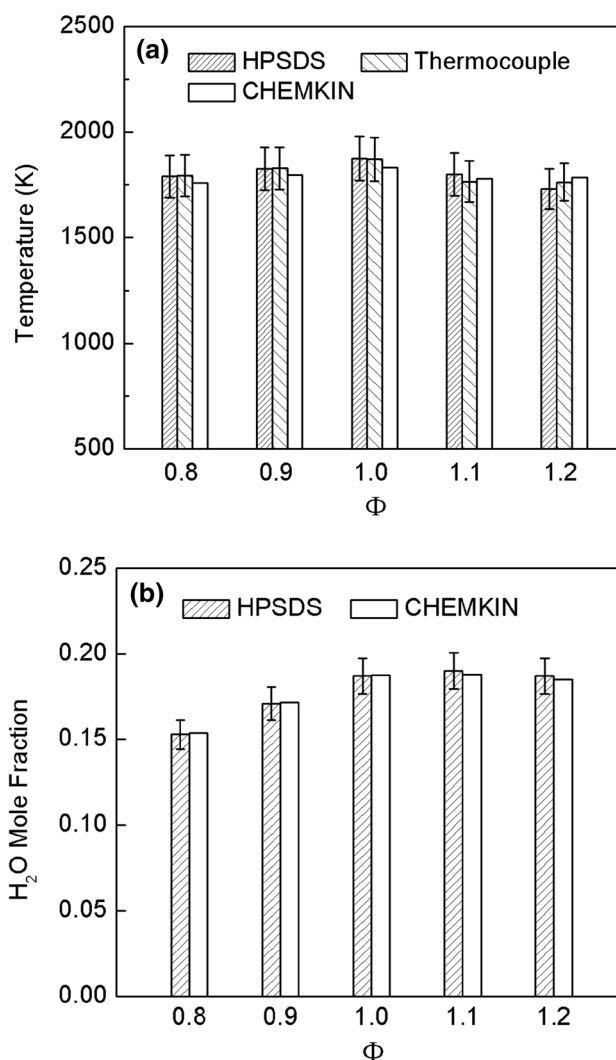 (a)
HPSDS Thermocouple
CHEMKIN
Temperature (K)
2500
2000
1500
1000
500
0.8 0.9 1.0 1.1 1.2
Φ
(b)
HPSDS CHEMKIN
H₂O Mole Fraction
0.25
0.20
0.15
0.10
0.05
0.00
0.8 0.9 1.0 1.1 1.2
Φ